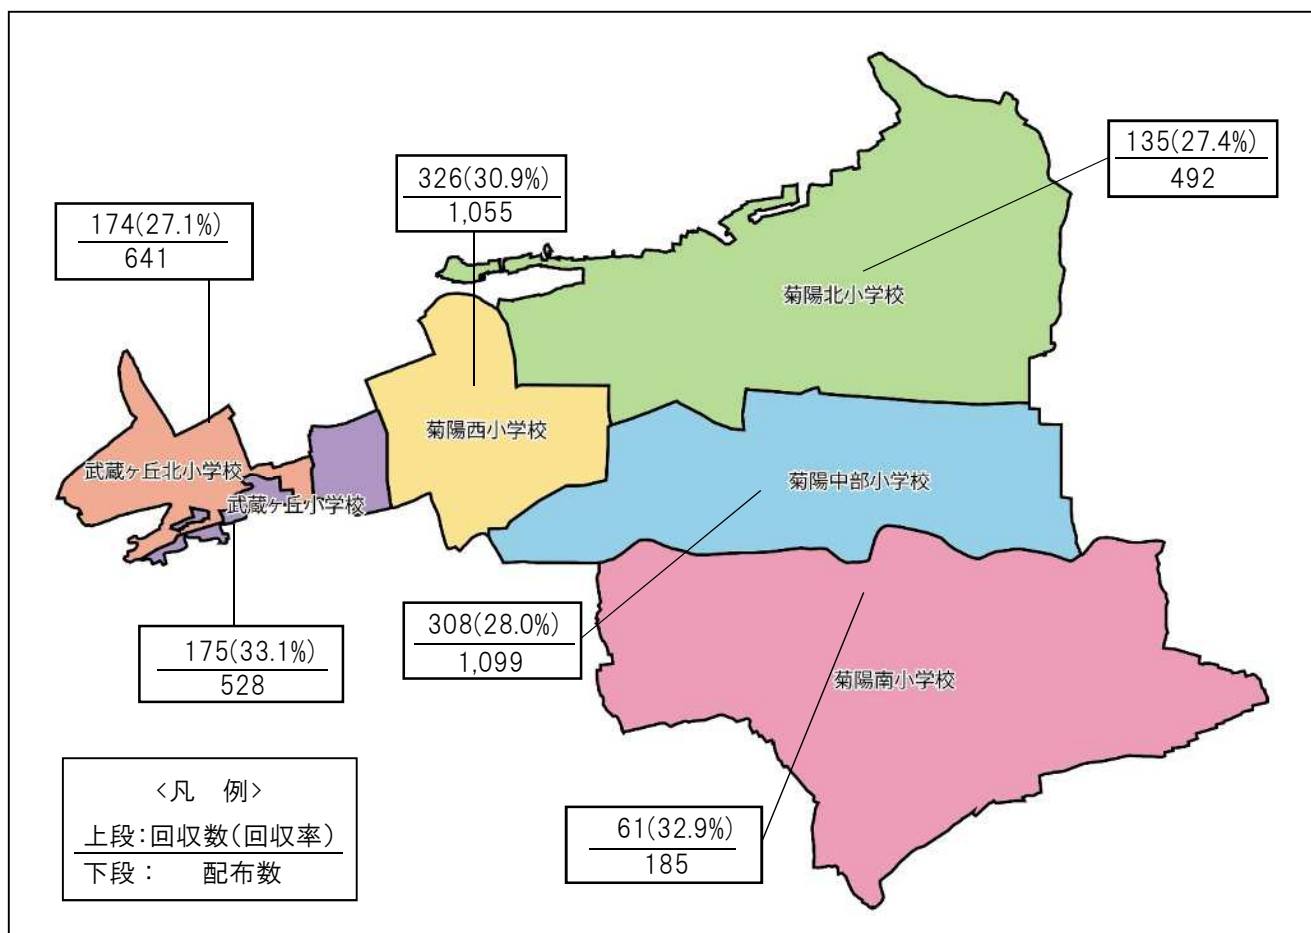 135(27.4%)
492
326(30.9%)
1,055
174(27.1%)
641
菊陽北小学校
菊陽西小学校
武蔵ヶ丘北小学校
武蔵ヶ丘小学校
菊陽中部小学校
308(28.0%)
1,099
175(33.1%)
528
菊陽南小学校
61(32.9%)
185
<凡 例>
上段:回収数(回収率)
下段: 配布数